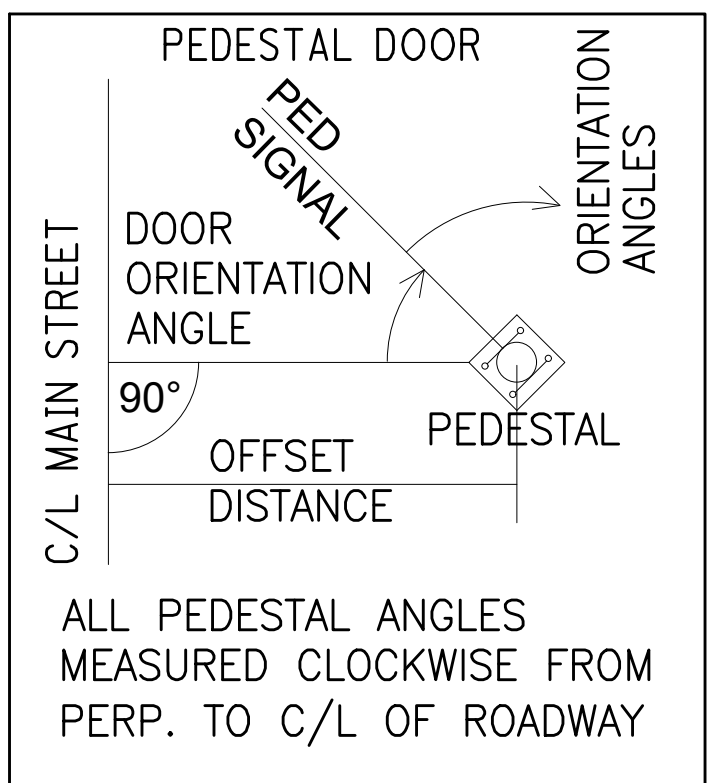 PEDESTAL DOOR
ORIENTATION
ANGLES
PED
SIGNAL
DOOR
ORIENTATION
ANGLE
C/L MAIN STREET
90°
PEDESTAL
OFFSET
DISTANCE
ALL PEDESTAL ANGLES
MEASURED CLOCKWISE FROM
PERP. TO C/L OF ROADWAY